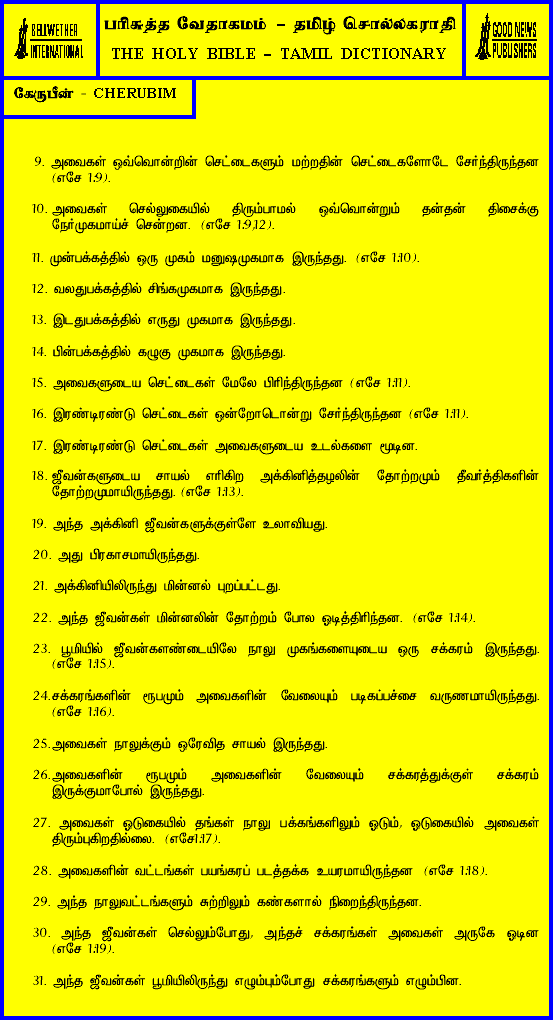 BELLWETHER
INTERNATIONAL
பரிசுத்த வேதாகமம் – தமிழ் சொல்லகராதி
THE HOLY BIBLE – TAMIL DICTIONARY
GOOD NEWS
PUBLISHERS
கேருபீன் - CHERUBIM
9. அவைகள் ஒவ்வொன்றின் செட்டைகளும் மற்றதின் செட்டைகளோடே சேர்ந்திருந்தன
(எசே 1:9).
10. அவைகள் செல்லுகையில் திரும்பாமல் ஒவ்வொன்றும் தன்தன் திசைக்கு
நேர்முகமாய்ச் சென்றன. (எசே 1:9,12).
11. முன்பக்கத்தில் ஒரு முகம் மனுஷமுகமாக இருந்தது. (எசே 1:10).
12. வலதுபக்கத்தில் சிங்கமுகமாக இருந்தது.
13. இடதுபக்கத்தில் எருது முகமாக இருந்தது.
14. பின்பக்கத்தில் கழுகு முகமாக இருந்தது.
15. அவைகளுடைய செட்டைகள் மேலே பிரிந்திருந்தன (எசே 1:11).
16. இரண்டிரண்டு செட்டைகள் ஒன்றோடொன்று சேர்ந்திருந்தன (எசே 1:11).
17. இரண்டிரண்டு செட்டைகள் அவைகளுடைய உடல்களை மூடின.
18. ஜீவன்களுடைய சாயல் எரிகிற அக்கினித்தழலின் தோற்றமும் தீவர்த்திகளின்
தோற்றமுமாயிருந்தது. (எசே 1:13).
19. அந்த அக்கினி ஜீவன்களுக்குள்ளே உலாவியது.
20. அது பிரகாசமாயிருந்தது.
21. அக்கினியிலிருந்து மின்னல் புறப்பட்டது.
22. அந்த ஜீவன்கள் மின்னலின் தோற்றம் போல ஓடித்திரிந்தன. (எசே 1:14).
23. பூமியில் ஜீவன்களண்டையிலே நாலு முகங்களையுடைய ஒரு சக்கரம் இருந்தது.
(எசே 1:15).
24.சக்கரங்களின் ரூபமும் அவைகளின் வேலையும் படிகப்பச்சை வருணமாயிருந்தது.
(எசே 1:16).
25.அவைகள் நாலுக்கும் ஒரேவித சாயல் இருந்தது.
26.அவைகளின் ரூபமும் அவைகளின் வேலையும் சக்கரத்துக்குள் சக்கரம்
இருக்குமாபோல் இருந்தது.
27. அவைகள் ஓடுகையில் தங்கள் நாலு பக்கங்களிலும் ஓடும், ஓடுகையில் அவைகள்
திரும்புகிறதில்லை. (எசே1:17).
28. அவைகளின் வட்டங்கள் பயங்கரப் படத்தக்க உயரமாயிருந்தன (எசே 1:18).
29. அந்த நாலுவட்டங்களும் சுற்றிலும் கண்களால் நிறைந்திருந்தன.
30. அந்த ஜீவன்கள் செல்லும்போது, அந்தச் சக்கரங்கள் அவைகள் அருகே ஓடின
(எசே 1:19).
31. அந்த ஜீவன்கள் பூமியிலிருந்து எழும்பும்போது சக்கரங்களும் எழும்பின.